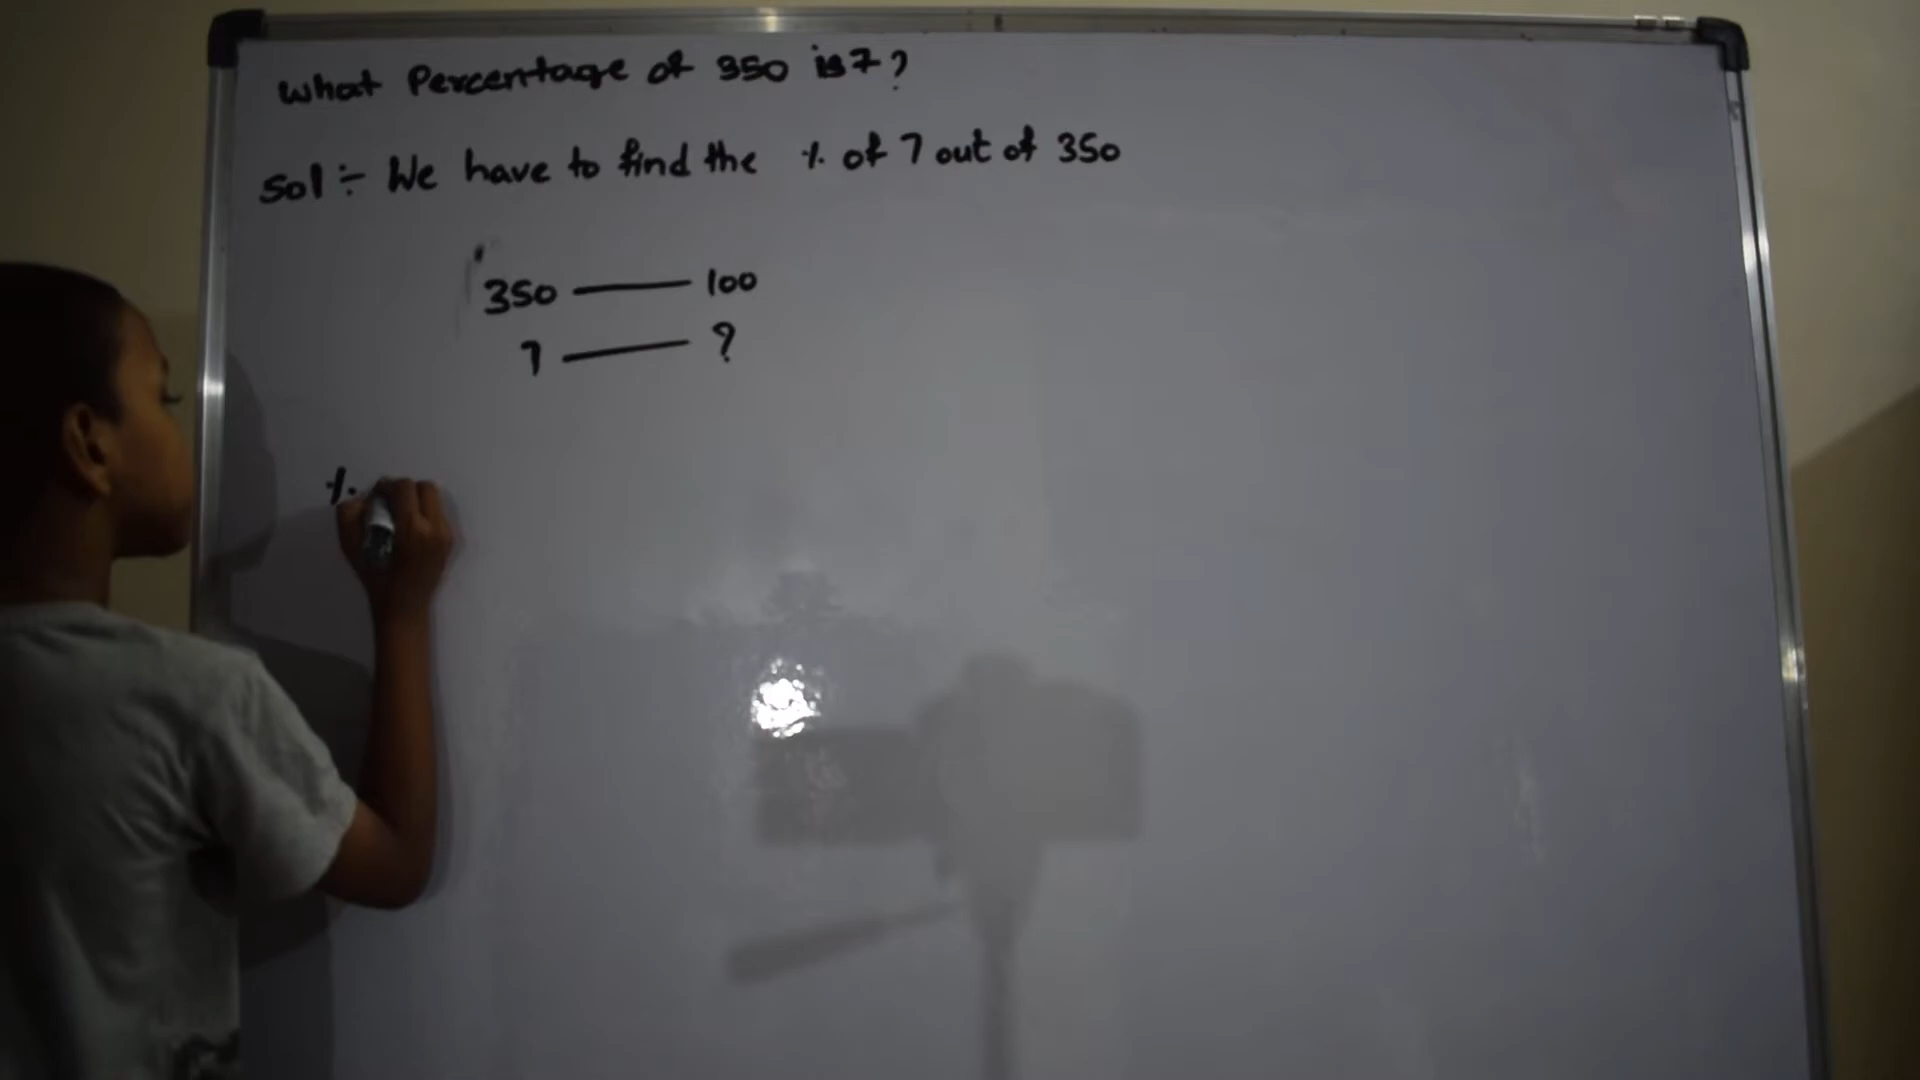 What Percentage of 350 is 7?
Sol ÷ We have to find the % of 7 out of 350
350 — 100
7 — ?
%